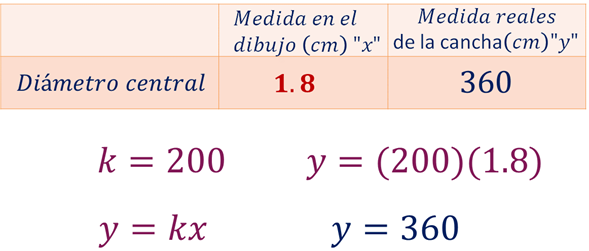 Medida en el
dibujo (cm) "x"
Medida reales
de la cancha(cm)"y"
Diámetro central
1.8
360
k = 200
y = (200)(1.8)
y = kx
y = 360